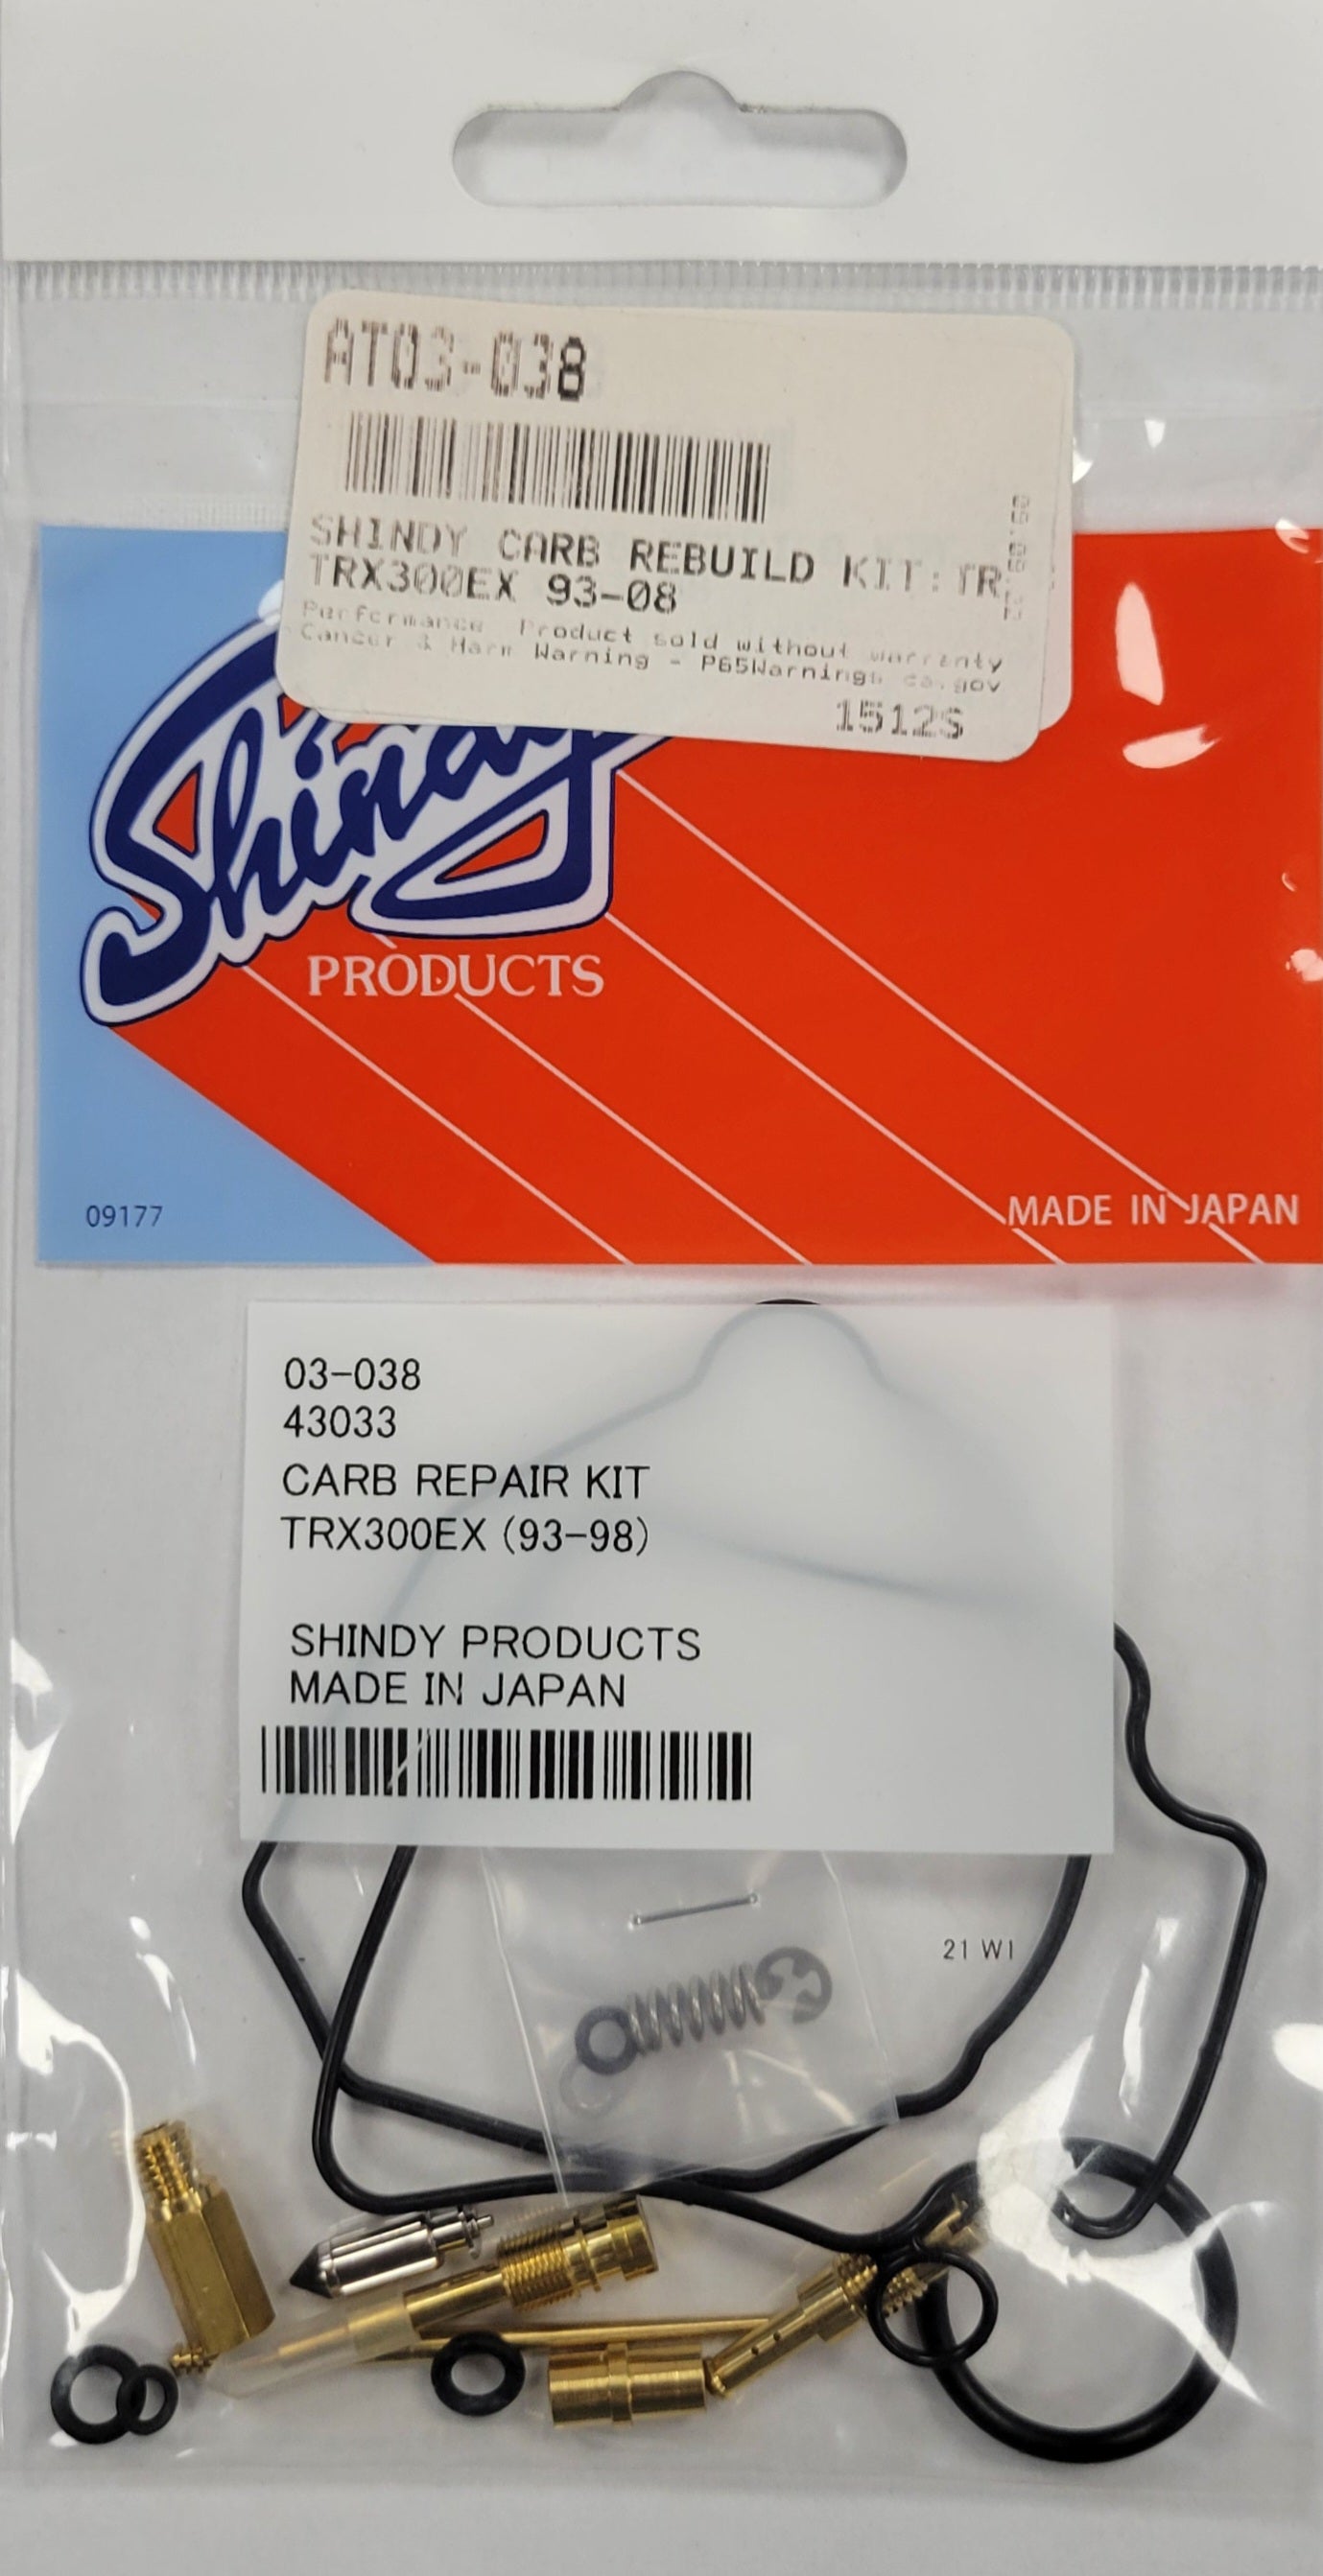 AT03-038
SHINDY CARB REBUILD KIT:TR
TRX300EX 93-08
Performance Product sold without warranty
Cancer & Harm Warning - P65Warnings.ca.gov
1512S
Shindy
PRODUCTS
09177
MADE IN JAPAN
03-038
43033
CARB REPAIR KIT
TRX300EX (93-98)
SHINDY PRODUCTS
MADE IN JAPAN
21 WI